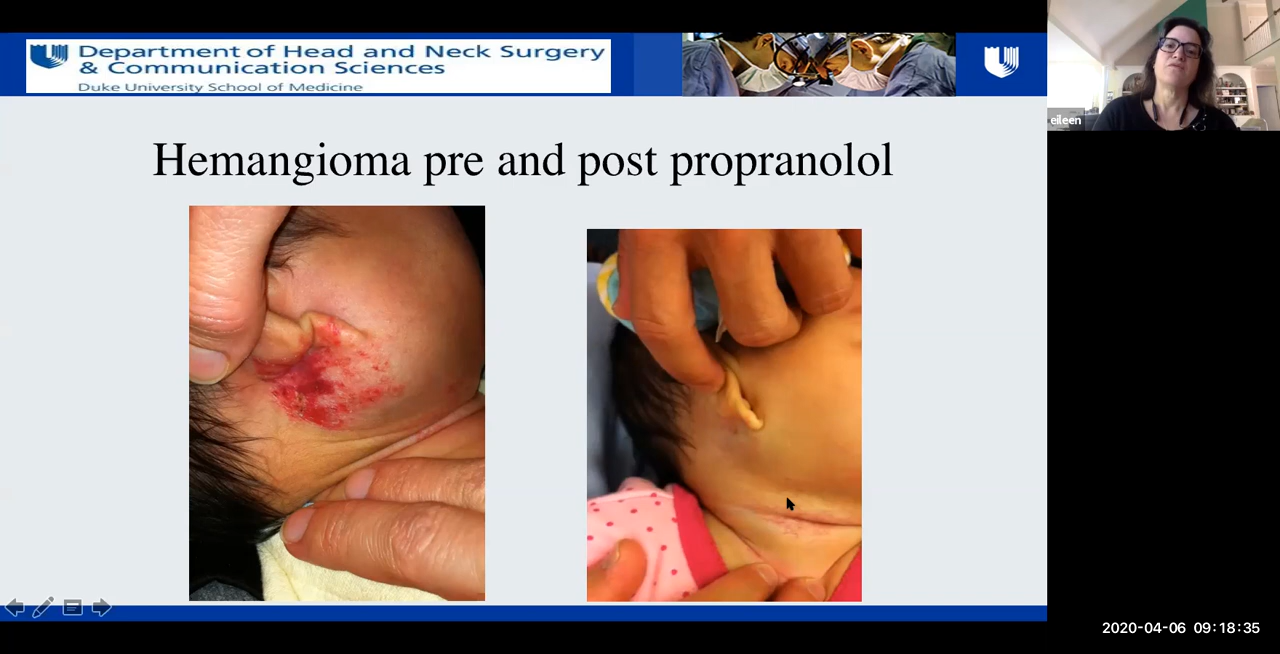 Department of Head and Neck Surgery
& Communication Sciences
Duke University School of Medicine
eileen
Hemangioma pre and post propranolol
2020-04-06 09:18:35